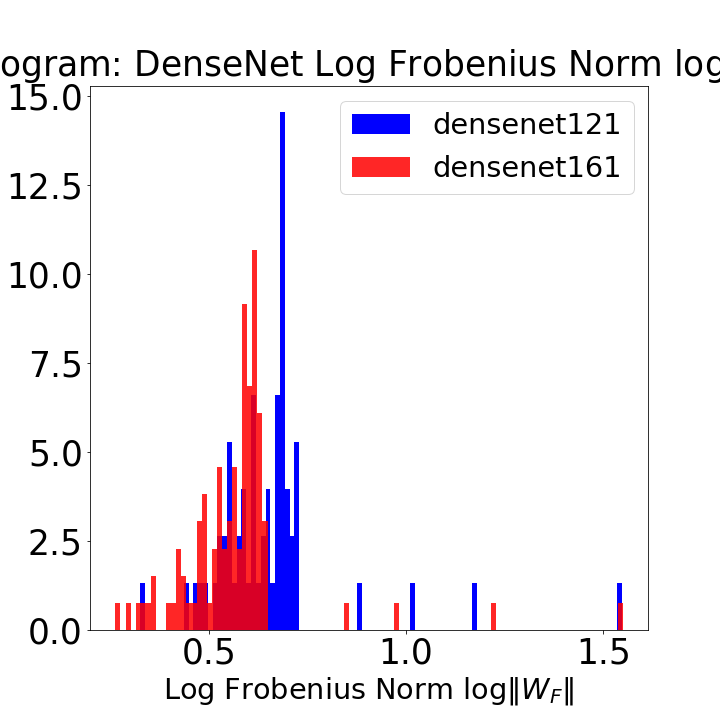 ogram: DenseNet Log Frobenius Norm log
15.0
12.5
10.0
7.5
5.0
2.5
0.0
densenet121
densenet161
0.5 1.0 1.5
Log Frobenius Norm log‖W_F‖